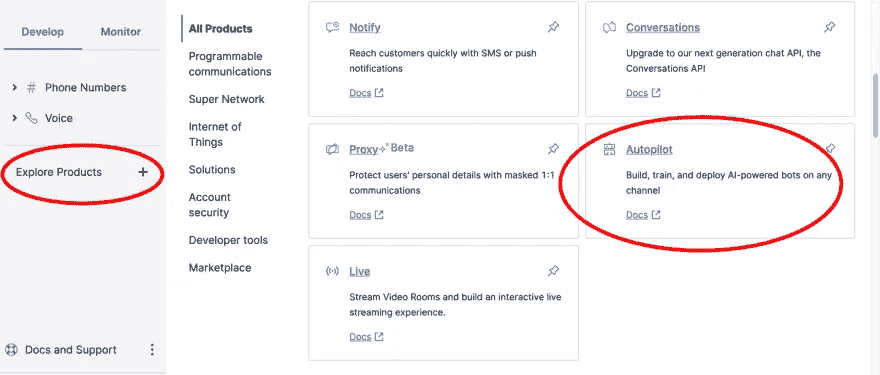 Develop
Monitor
Phone Numbers
Voice
Explore Products
Docs and Support
All Products
Programmable
communications
Super Network
Internet of
Things
Solutions
Account
security
Developer tools
Marketplace
Notify
Reach customers quickly with SMS or push
notifications
Docs
Conversations
Upgrade to our next generation chat API, the
Conversations API
Docs
Proxy Beta
Protect users' personal details with masked 1:1
communications
Docs
Autopilot
Build, train, and deploy AI-powered bots on any
channel
Docs
Live
Stream Video Rooms and build an interactive live
streaming experience.
Docs